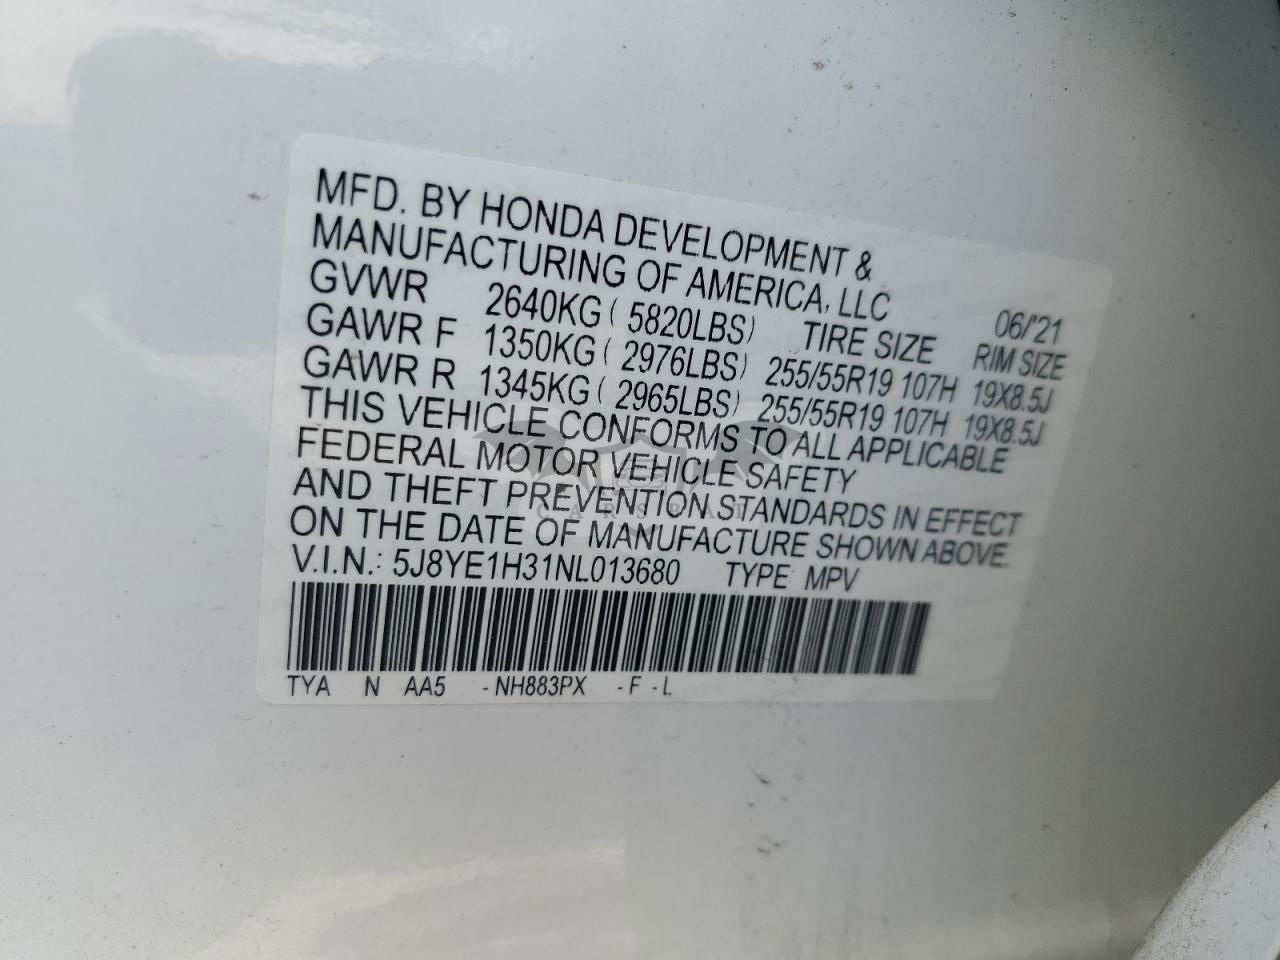 MFD. BY HONDA DEVELOPMENT &
MANUFACTURING OF AMERICA, LLC 06/'21
GVWR 2640KG ( 5820LBS) TIRE SIZE RIM SIZE
GAWR F 1350KG ( 2976LBS) 255/55R19 107H 19X8.5J
GAWR R 1345KG ( 2965LBS) 255/55R19 107H 19X8.5J
THIS VEHICLE CONFORMS TO ALL APPLICABLE
FEDERAL MOTOR VEHICLE SAFETY
AND THEFT PREVENTION STANDARDS IN EFFECT
CARSBAT
ON THE DATE OF MANUFACTURE SHOWN ABOVE.
V.I.N.: 5J8YE1H31NL013680 TYPE: MPV
TYA N AA5 -NH883PX -F -L